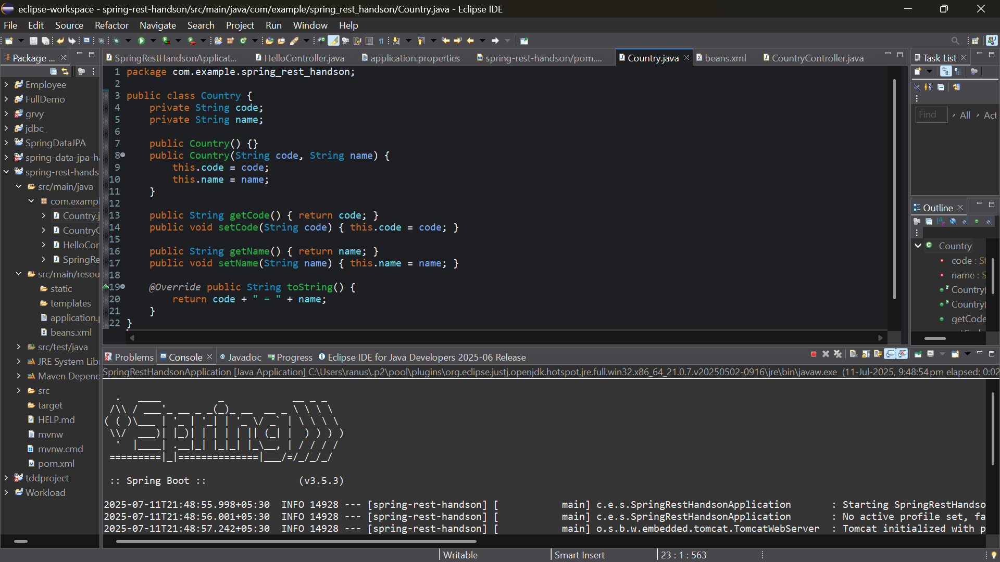 eclipse-workspace - spring-rest-handson/src/main/java/com/example/spring_rest_handson/Country.java - Eclipse IDE
File Edit Source Refactor Navigate Search Project Run Window Help
Package ...
SpringRestHandsonApplicat... HelloController.java application.properties spring-rest-handson/pom.... Country.java beans.xml CountryController.java
Task List
Employee
FullDemo
grvy
jdbc_
SpringDataJPA
spring-data-jpa-h
spring-rest-hands
src/main/java
com.exampl
Country.j
CountryC
HelloCon
SpringRe
src/main/resou
static
templates
application.p
beans.xml
src/test/java
JRE System Libr
Maven Depend
src
target
HELP.md
mvnw
mvnw.cmd
pom.xml
tddproject
Workload
1 package com.example.spring_rest_handson;
2
3 public class Country {
4 private String code;
5 private String name;
6
7 public Country() {}
8 public Country(String code, String name) {
9 this.code = code;
10 this.name = name;
11 }
12
13 public String getCode() { return code; }
14 public void setCode(String code) { this.code = code; }
15
16 public String getName() { return name; }
17 public void setName(String name) { this.name = name; }
18
19 @Override public String toString() {
20 return code + " – " + name;
21 }
22 }
Find All Act
Outline
Country
code : St
name : S
Country(
Country(
getCode
Problems Console Javadoc Progress Eclipse IDE for Java Developers 2025-06 Release
SpringRestHandsonApplication [Java Application] C:\Users\ranus\.p2\pool\plugins\org.eclipse.justj.openjdk.hotspot.jre.full.win32.x86_64_21.0.7.v20250502-0916\jre\bin\javaw.exe (11-Jul-2025, 9:48:54 pm elapsed: 0:02
Spring
:: Spring Boot :: (v3.5.3)
2025-07-11T21:48:55.998+05:30 INFO 14928 --- [spring-rest-handson] [ main] c.e.s.SpringRestHandsonApplication : Starting SpringRestHandso
2025-07-11T21:48:56.001+05:30 INFO 14928 --- [spring-rest-handson] [ main] c.e.s.SpringRestHandsonApplication : No active profile set, fa
2025-07-11T21:48:57.242+05:30 INFO 14928 --- [spring-rest-handson] [ main] o.s.b.w.embedded.tomcat.TomcatWebServer : Tomcat initialized with p
Writable Smart Insert 23 : 1 : 563